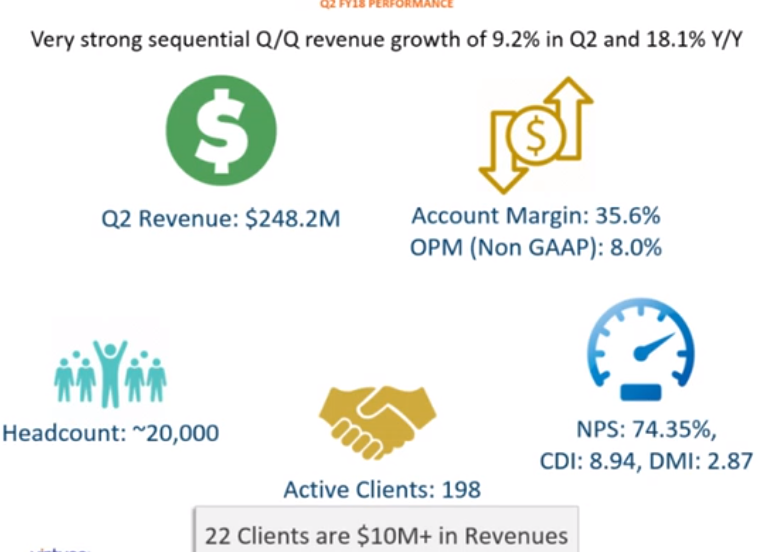 Q2 FY18 PERFORMANCE
Very strong sequential Q/Q revenue growth of 9.2% in Q2 and 18.1% Y/Y
$
$
Q2 Revenue: $248.2M
Account Margin: 35.6%
OPM (Non GAAP): 8.0%
Headcount: ~20,000
NPS: 74.35%,
CDI: 8.94, DMI: 2.87
Active Clients: 198
22 Clients are $10M+ in Revenues